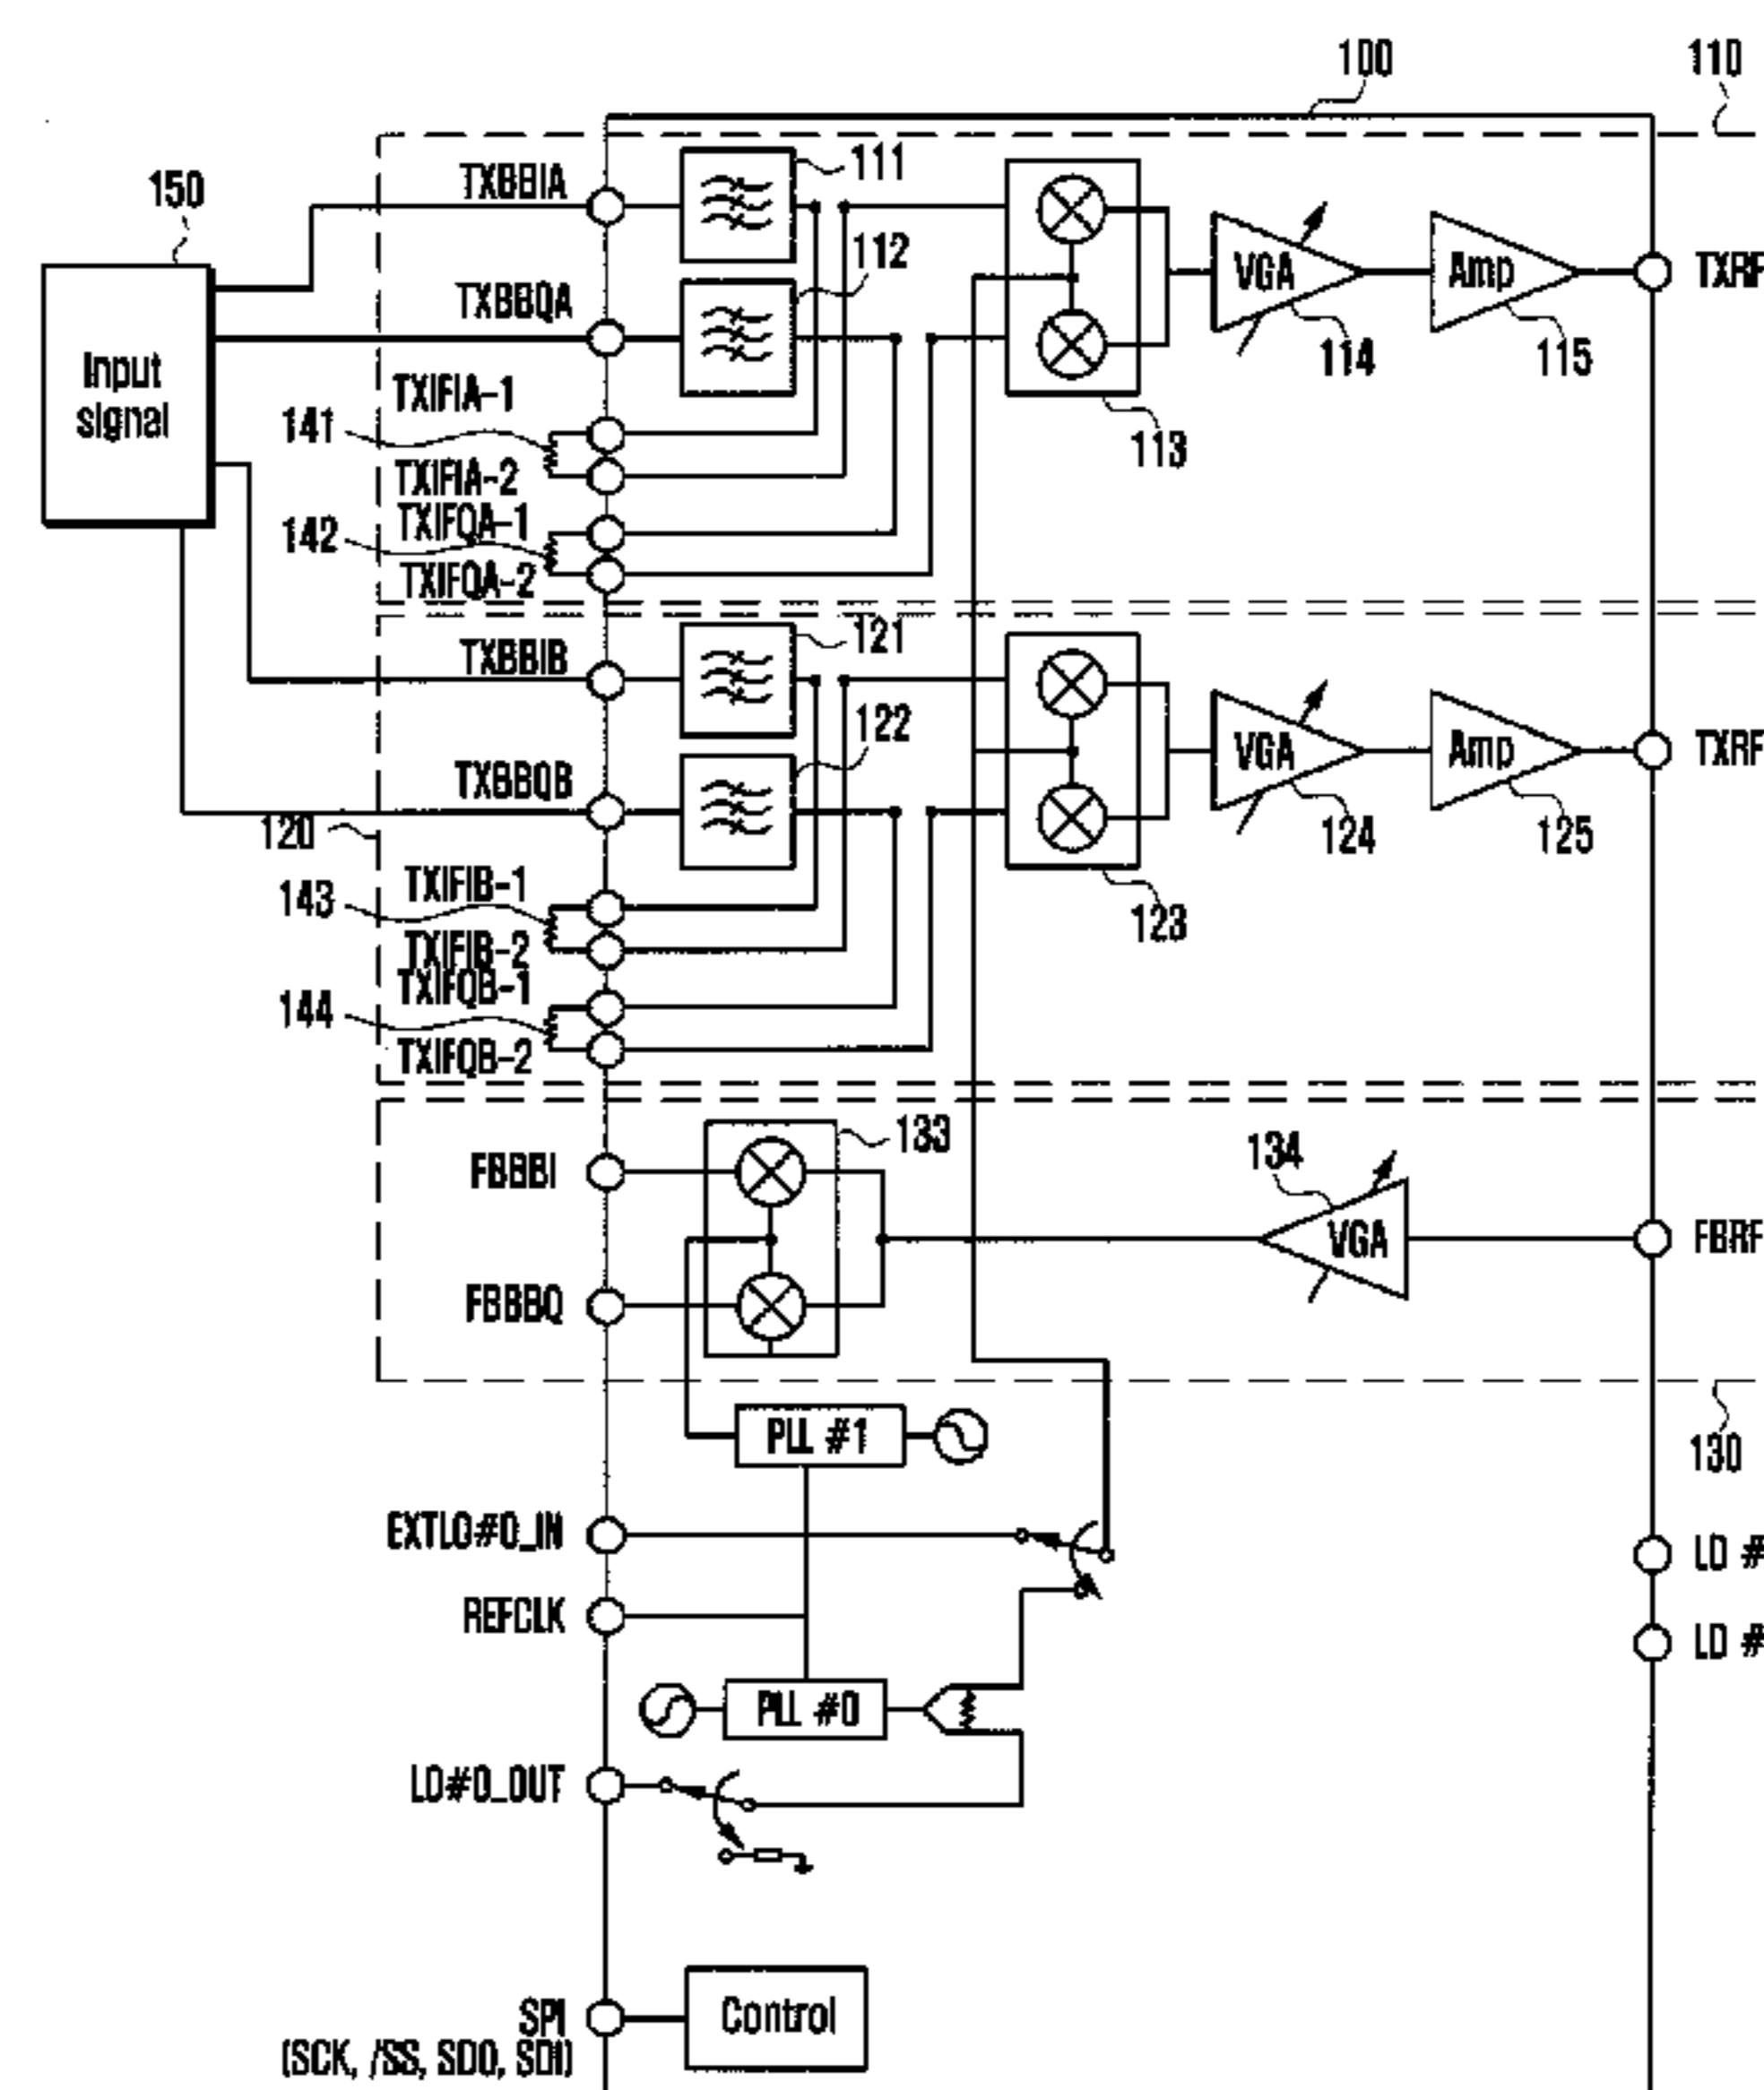 100
110
150
TXBBIA
111
112
TXBBQA
VGA
Amp
TXRF
Input
signal
114
115
TXIFIA-1
141
113
TXIFIA-2
TXIFQA-1
142
TXIFQA-2
121
TXBBIB
122
VGA
Amp
TXRF
TXBBQB
120
124
125
TXIFIB-1
143
123
TXIFIB-2
TXIFQB-1
144
TXIFQB-2
133
134
FBBBI
VGA
FBRF
FBBBQ
PLL #1
130
EXTLO#0_IN
LO #
REFCLK
LO #
PLL #0
LO#0_OUT
SPI
Control
(SCK, /SS, SDO, SDI)